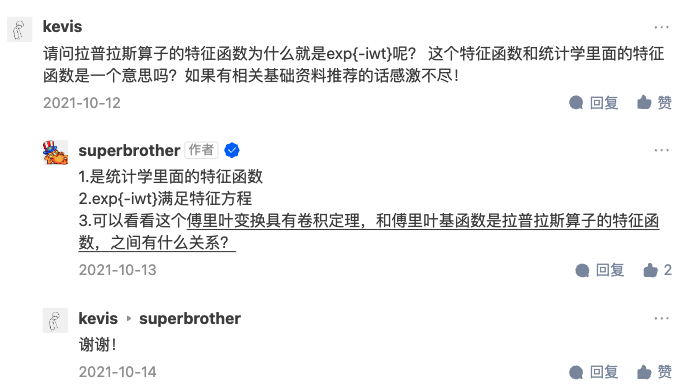 kevis
请问拉普拉斯算子的特征函数为什么就是exp{-iwt}呢? 这个特征函数和统计学里面的特征
函数是一个意思吗? 如果有相关基础资料推荐的话感激不尽!
2021-10-12
回复 赞
superbrother 作者
1.是统计学里面的特征函数
2.exp{-iwt}满足特征方程
3.可以看看这个傅里叶变换具有卷积定理，和傅里叶基函数是拉普拉斯算子的特征函
数，之间有什么关系?
2021-10-13
回复 2
kevis superbrother
谢谢!
2021-10-14
回复 赞